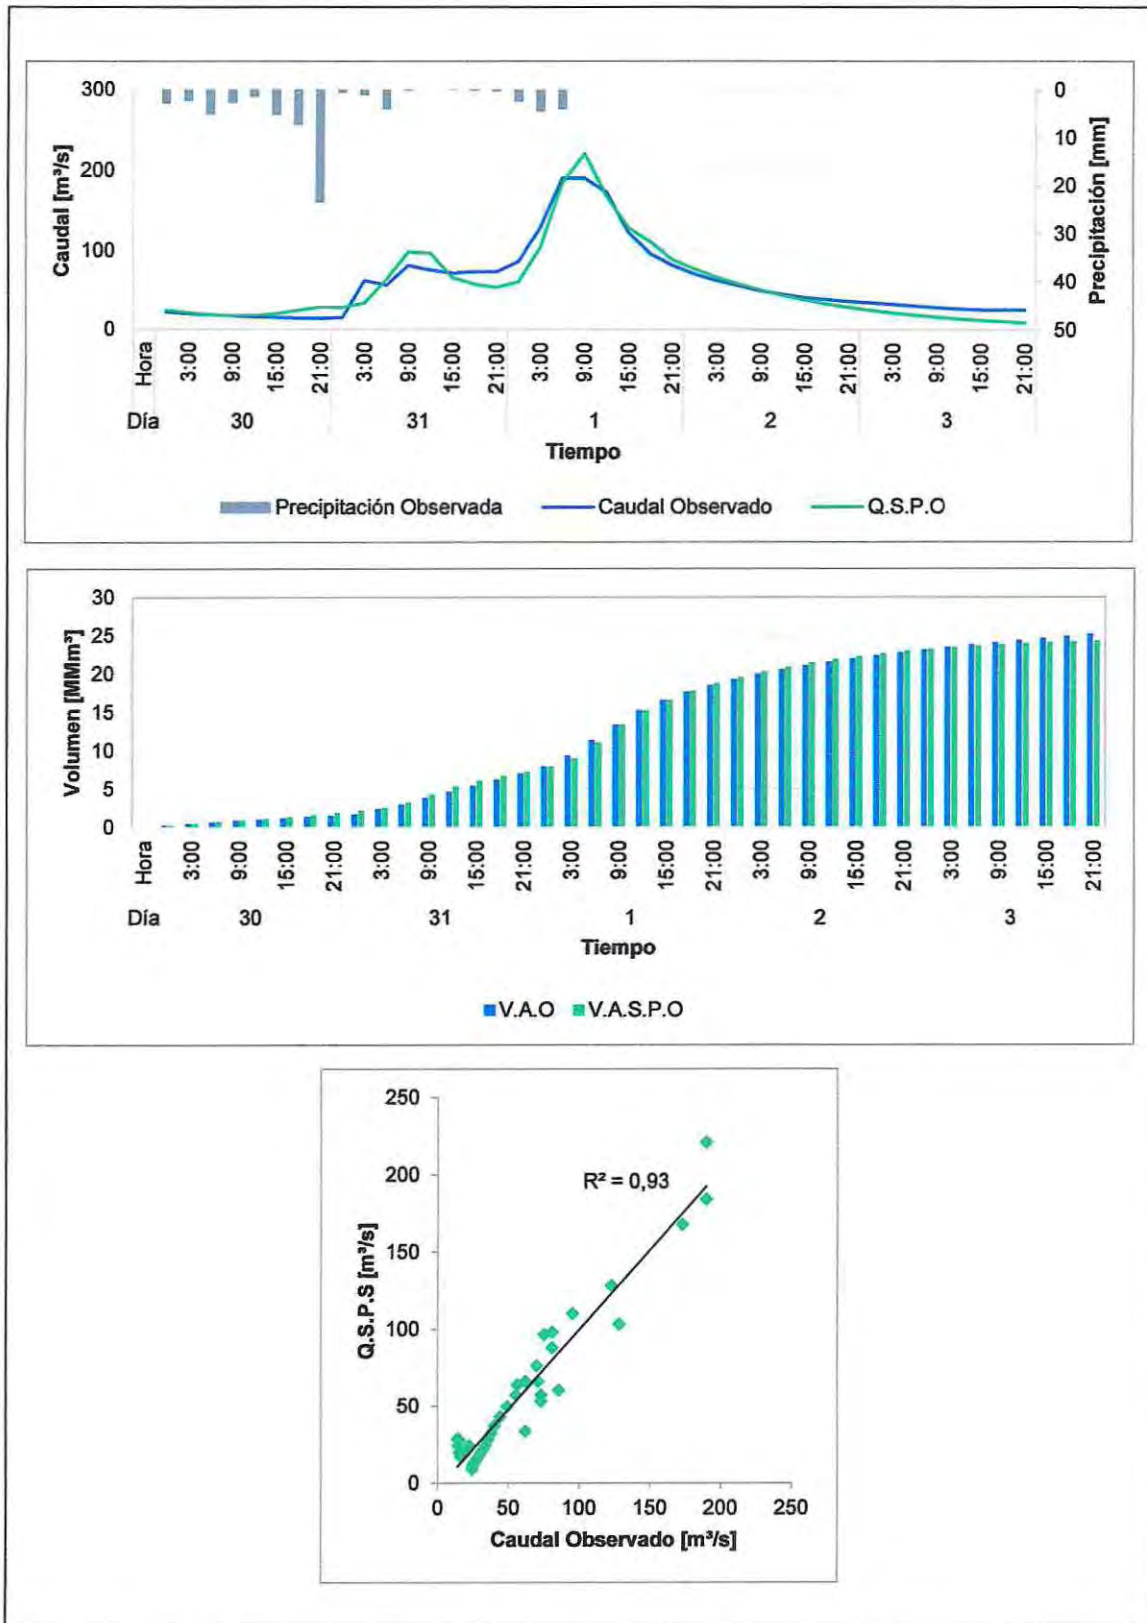 300
200
100
0
Caudal [m³/s]
0
10
20
30
40
50
Precipitación [mm]
Hora 3:00 9:00 15:00 21:00 3:00 9:00 15:00 21:00 3:00 9:00 15:00 21:00 3:00 9:00 15:00 21:00 3:00 9:00 15:00 21:00
Día 30 31 1 2 3
Tiempo
Precipitación Observada Caudal Observado Q.S.P.O
30
25
20
15
10
5
0
Volumen [MMm³]
Hora 3:00 9:00 15:00 21:00 3:00 9:00 15:00 21:00 3:00 9:00 15:00 21:00 3:00 9:00 15:00 21:00 3:00 9:00 15:00 21:00
Día 30 31 1 2 3
Tiempo
V.A.O V.A.S.P.O
250
200
150
100
50
0
Q.S.P.S [m³/s]
R² = 0,93
0 50 100 150 200 250
Caudal Observado [m³/s]